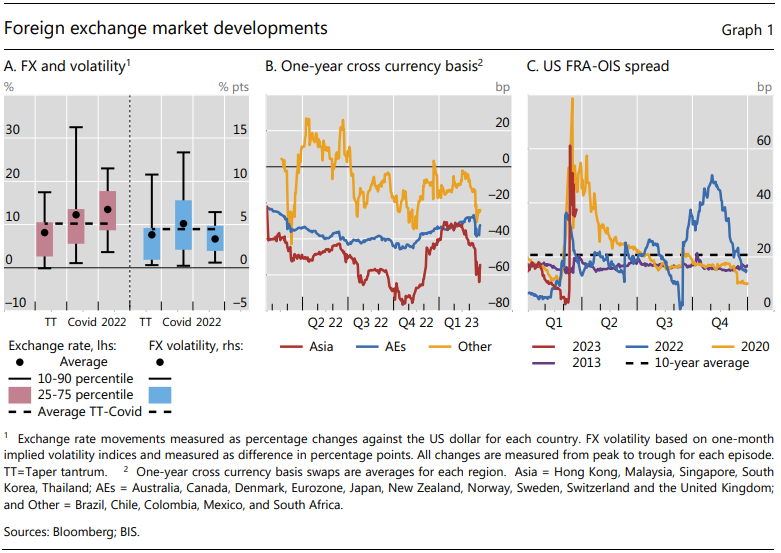 Foreign exchange market developments
Graph 1
A. FX and volatility1
B. One-year cross currency basis2
C. US FRA-OIS spread
% % pts
bp
bp
30 15
20 10
10 5
0 0
–10 –5
TT Covid 2022 TT Covid 2022
20
0
–20
–40
–60
–80
Q2 22 Q3 22 Q4 22 Q1 23
60
40
20
0
Q1 Q2 Q3 Q4
Exchange rate, lhs: FX volatility, rhs:
Average
10-90 percentile
25-75 percentile
Average TT-Covid
Asia AEs Other
2023 2022 2020
2013 10-year average
1 Exchange rate movements measured as percentage changes against the US dollar for each country. FX volatility based on one-month
implied volatility indices and measured as difference in percentage points. All changes are measured from peak to trough for each episode.
TT=Taper tantrum. 2 One-year cross currency basis swaps are averages for each region. Asia = Hong Kong, Malaysia, Singapore, South
Korea, Thailand; AEs = Australia, Canada, Denmark, Eurozone, Japan, New Zealand, Norway, Sweden, Switzerland and the United Kingdom;
and Other = Brazil, Chile, Colombia, Mexico, and South Africa.
Sources: Bloomberg; BIS.